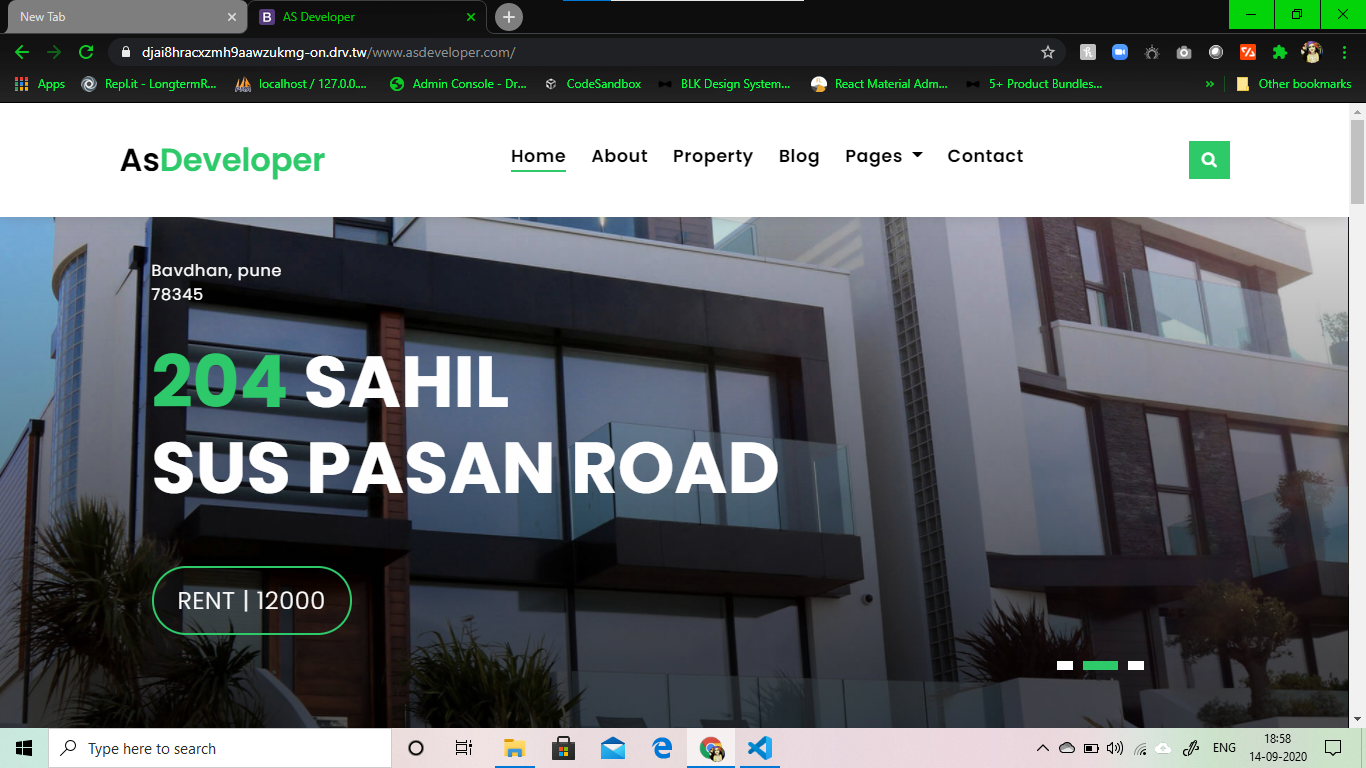 New Tab
AS Developer
djai8hracxzmh9aawzukmg-on.drv.tw/www.asdeveloper.com/
Apps
Repl.it - LongtermR...
localhost / 127.0.0....
Admin Console - Dr...
CodeSandbox
BLK Design System...
React Material Adm...
5+ Product Bundles...
»
Other bookmarks
AsDeveloper
Home About Property Blog Pages Contact
Bavdhan, pune
78345
204 SAHIL
SUS PASAN ROAD
RENT | 12000
Type here to search
ENG
18:58
14-09-2020